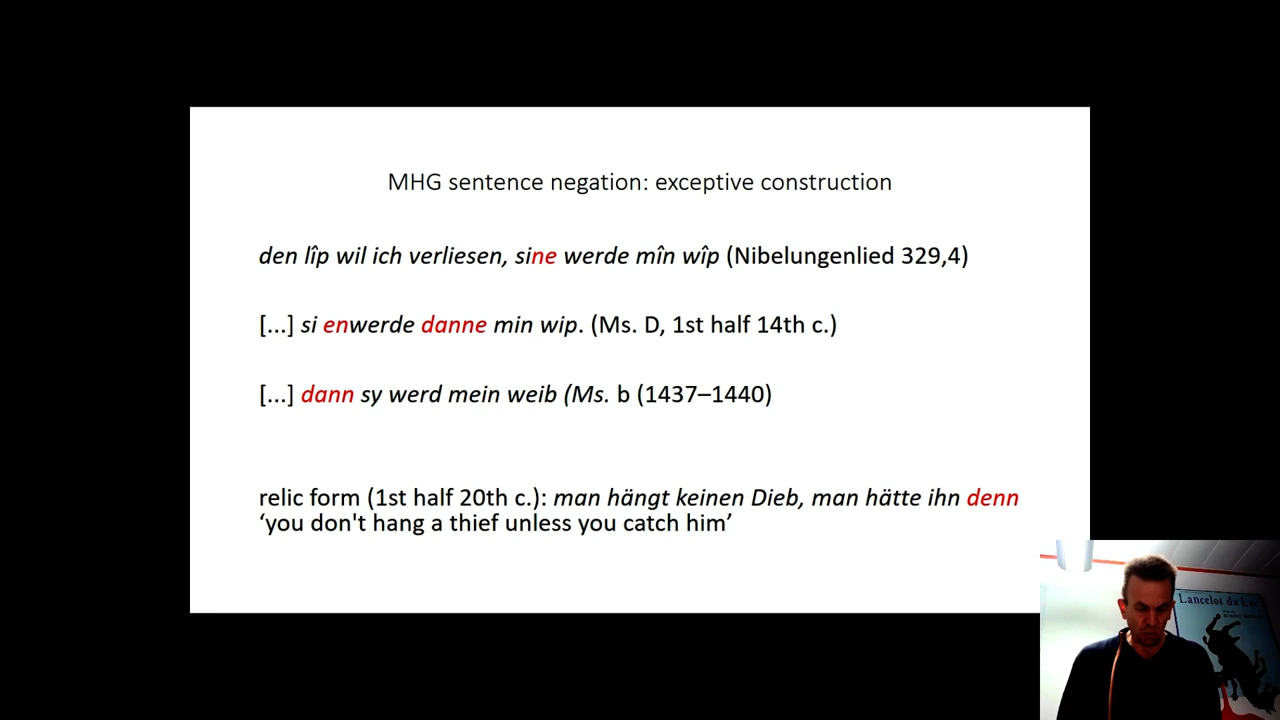 MHG sentence negation: exceptive construction
den lîp wil ich verliesen, sine werde mîn wîp (Nibelungenlied 329,4)
[...] si enwerde danne min wip. (Ms. D, 1st half 14th c.)
[...] dann sy werd mein weib (Ms. b (1437–1440)
relic form (1st half 20th c.): man hängt keinen Dieb, man hätte ihn denn
‘you don't hang a thief unless you catch him’
Lancelot du Lac